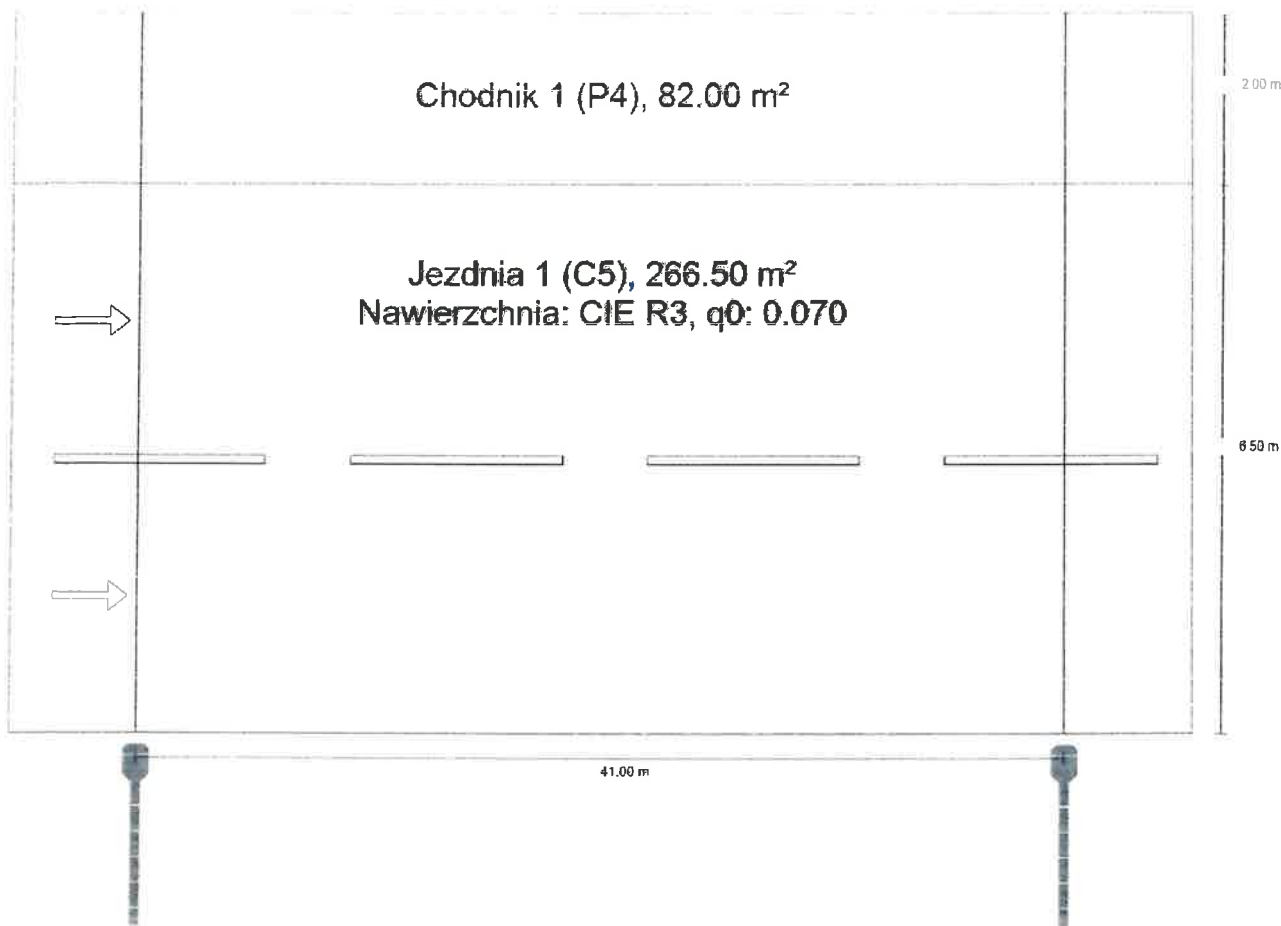 Chodnik 1 (P4), 82.00 m²
2.00 m
Jezdnia 1 (C5), 266.50 m²
Nawierzchnia: CIE R3, q0: 0.070
6.50 m
41.00 m